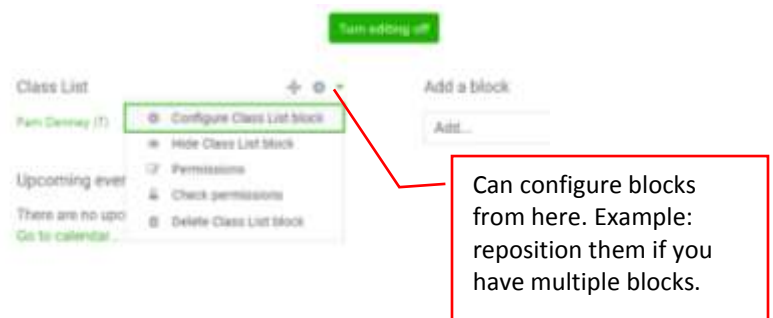 Turn editing off
Class List
Add a block
Pam Denney (T)
Configure Class List block
Add...
Hide Class List block
Permissions
Upcoming ever
Check permissions
There are no upo
Delete Class List block
Go to calendar...
Can configure blocks
from here. Example:
reposition them if you
have multiple blocks.